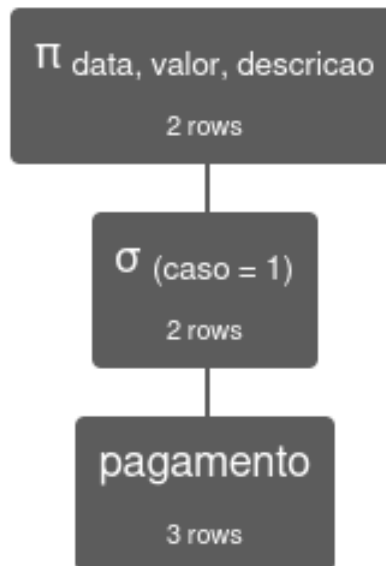 π data, valor, descricao
2 rows
σ (caso = 1)
2 rows
pagamento
3 rows